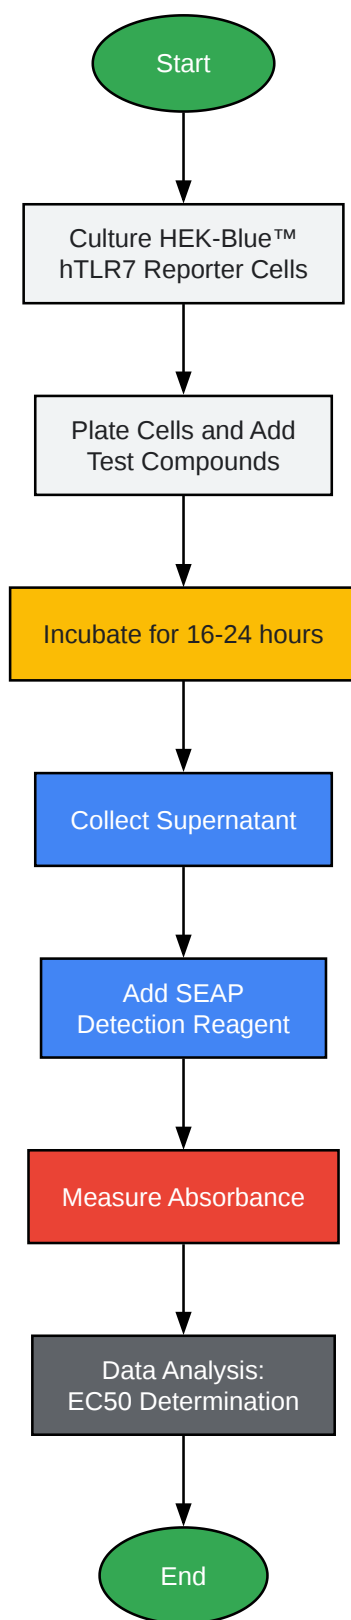 Start
Culture HEK-Blue™
hTLR7 Reporter Cells
Plate Cells and Add
Test Compounds
Incubate for 16-24 hours
Collect Supernatant
Add SEAP
Detection Reagent
Measure Absorbance
Data Analysis:
EC50 Determination
End